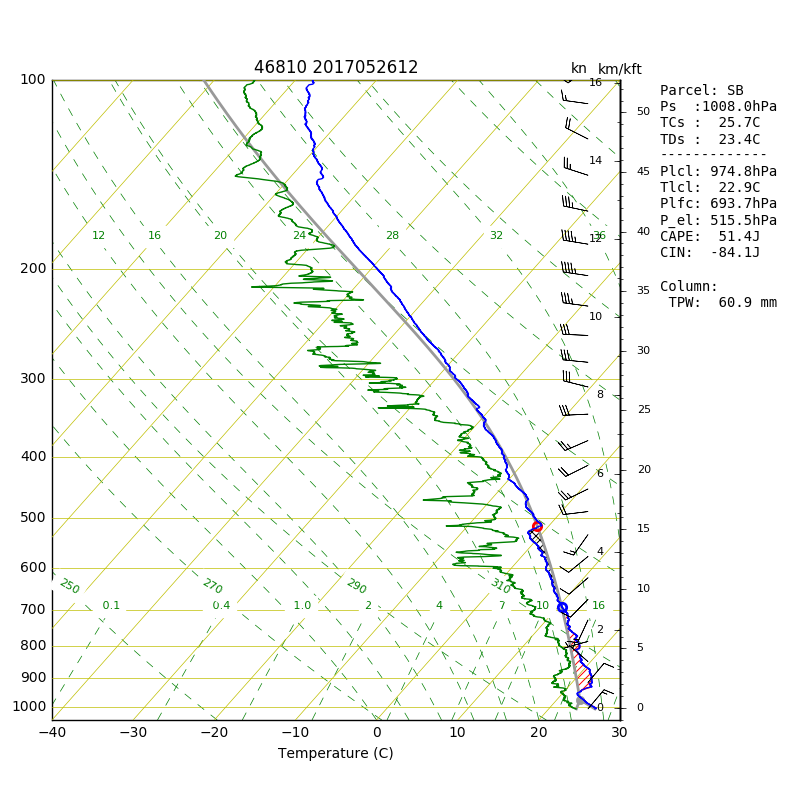 46810 2017052612
kn km/kft
Parcel: SB
Ps  :1008.0hPa
TCs :  25.7C
TDs :  23.4C
-------------
Plcl: 974.8hPa
Tlcl:  22.9C
Plfc: 693.7hPa
P_el: 515.5hPa
CAPE:  51.4J
CIN:  -84.1J
Column:
TPW:  60.9 mm
100
200
300
400
500
600
700
800
900
1000
16
14
12
10
8
6
4
2
0
50
45
40
35
30
25
20
15
10
5
0
12 16 20 24 28 32 36
250 270 290 310
0.1 0.4 1.0 2 4 7 10 16
−40 −30 −20 −10 0 10 20 30
Temperature (C)